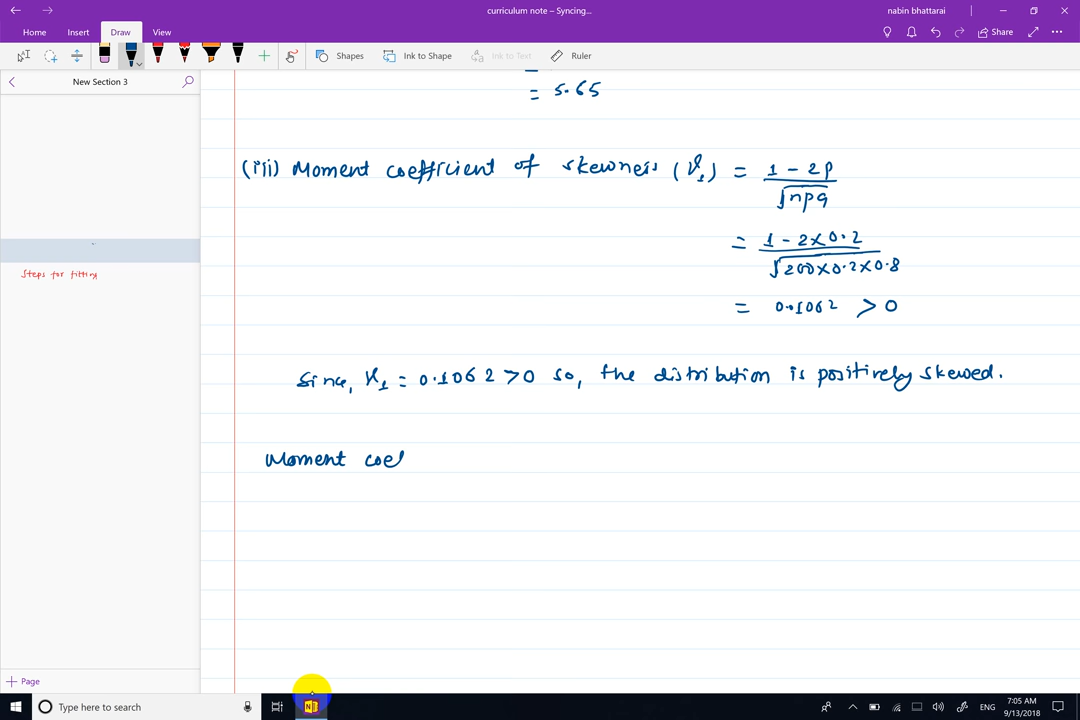 curriculum note – Syncing...
nabin bhattarai
Home Insert Draw View
Share
Shapes Ink to Shape Ink to Text Ruler
New Section 3
= 5.65
(iii) Moment coefficient of skewness (γ₁) = 1 - 2p / √npq
= 1 - 2×0.2 / √200×0.2×0.8
= 0.1062 > 0
Steps for fitting
Since, γ₁ = 0.1062 > 0 so, the distribution is positively skewed.
Moment coe
+ Page
Type here to search
ENG
7:05 AM
9/13/2018